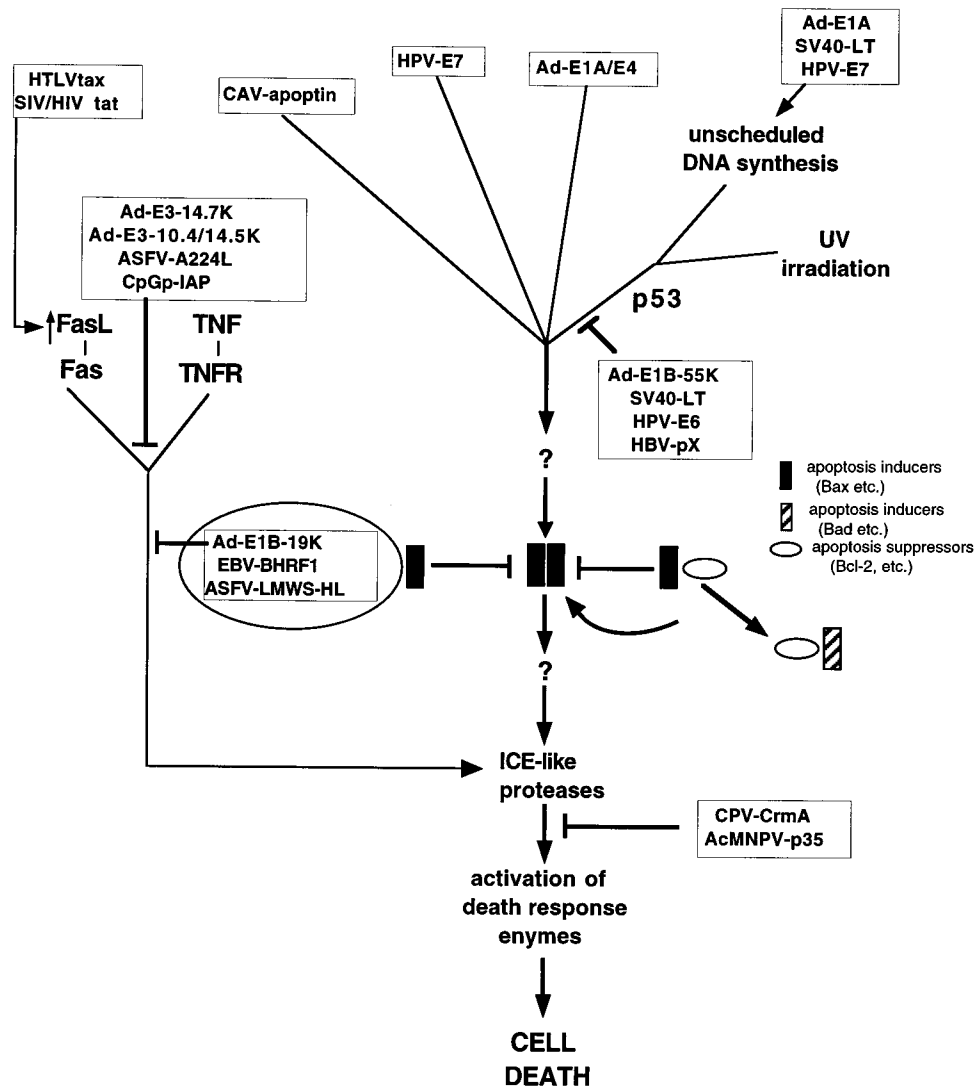 Ad-E1A
SV40-LT
HPV-E7
HPV-E7
Ad-E1A/E4
HTLVtax
SIV/HIV tat
CAV-apoptin
unscheduled
DNA synthesis
Ad-E3-14.7K
Ad-E3-10.4/14.5K
ASFV-A224L
CpGp-IAP
UV
irradiation
p53
FasL
Fas
TNF
TNFR
Ad-E1B-55K
SV40-LT
HPV-E6
HBV-pX
?
apoptosis inducers
(Bax etc.)
apoptosis inducers
(Bad etc.)
apoptosis suppressors
(Bcl-2, etc.)
Ad-E1B-19K
EBV-BHRF1
ASFV-LMWS-HL
?
ICE-like
proteases
CPV-CrmA
AcMNPV-p35
activation of
death response
enymes
CELL
DEATH